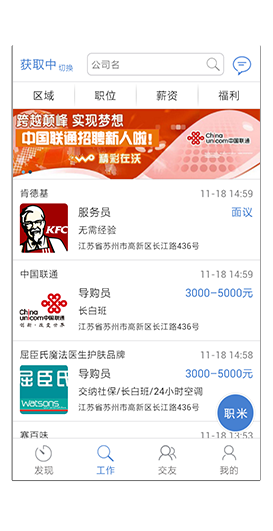 获取中 切换 公司名
区域 职位 薪资 福利
跨越巅峰 实现梦想
中国联通招聘新人啦!
wo 精彩在沃
China unicom中国联通
肯德基 11-18 14:59
KFC
服务员 面议
无需经验
江苏省苏州市高新区长江路436号
中国联通 11-18 14:59
China
unicom中国联通
创新·改变世界
导购员 3000-5000元
长白班
江苏省苏州市高新区长江路436号
屈臣氏魔法医生护肤品牌 11-18 14:58
屈臣氏
watsons
导购员 3000-5000元
交纳社保/长白班/24小时空调
江苏省苏州市高新区长江路436号
职米
赛百味 11-18 13:53
发现 工作 交友 我的